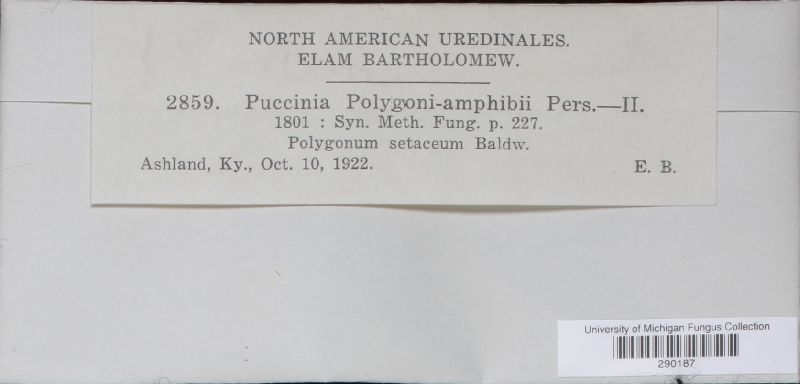 NORTH AMERICAN UREDINALES.
ELAM BARTHOLOMEW.
2859. Puccinia Polygoni-amphibii Pers.—II.
1801 : Syn. Meth. Fung. p. 227.
Polygonum setaceum Baldw.
Ashland, Ky., Oct. 10, 1922. E. B.
University of Michigan Fungus Collection
290187